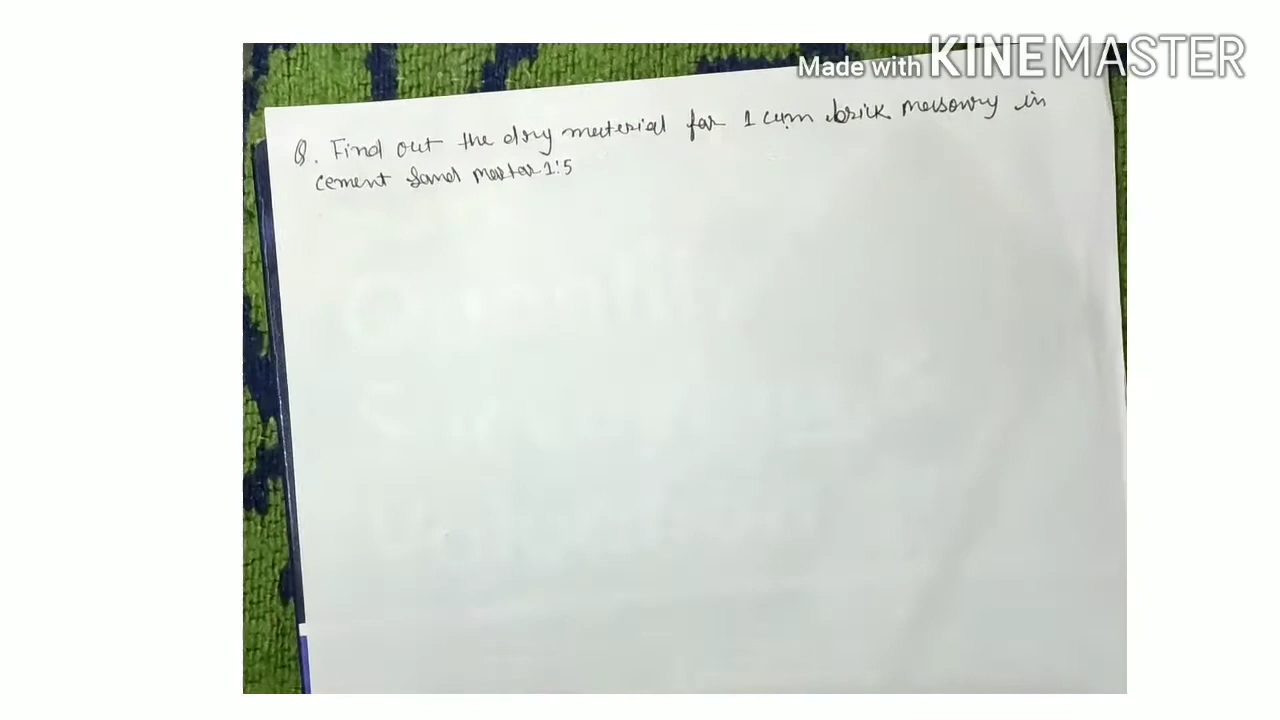 Made with KINEMASTER
Q. Find out the dry material for 1 cum brick masonry in
cement sand mortar 1:5